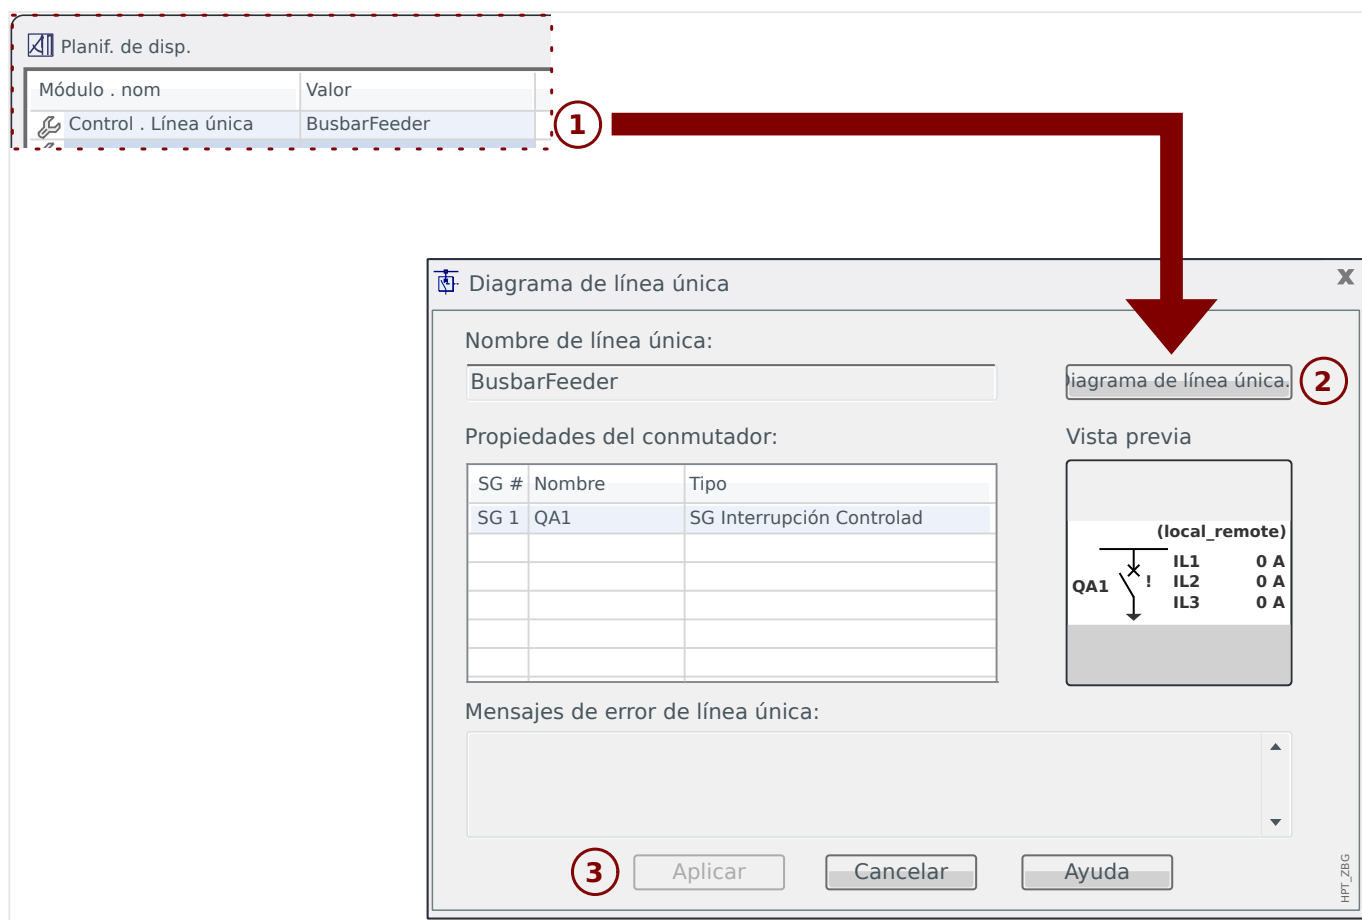 Planif. de disp.
Módulo . nom Valor
Control . Línea única BusbarFeeder
1
Diagrama de línea única X
Nombre de línea única:
BusbarFeeder
Diagrama de línea única. 2
Propiedades del conmutador: Vista previa
SG # Nombre Tipo
SG 1 QA1 SG Interrupción Controlad
(local_remote)
IL1 0 A
QA1 ! IL2 0 A
IL3 0 A
Mensajes de error de línea única:
3 Aplicar Cancelar Ayuda
HPT_ZBG